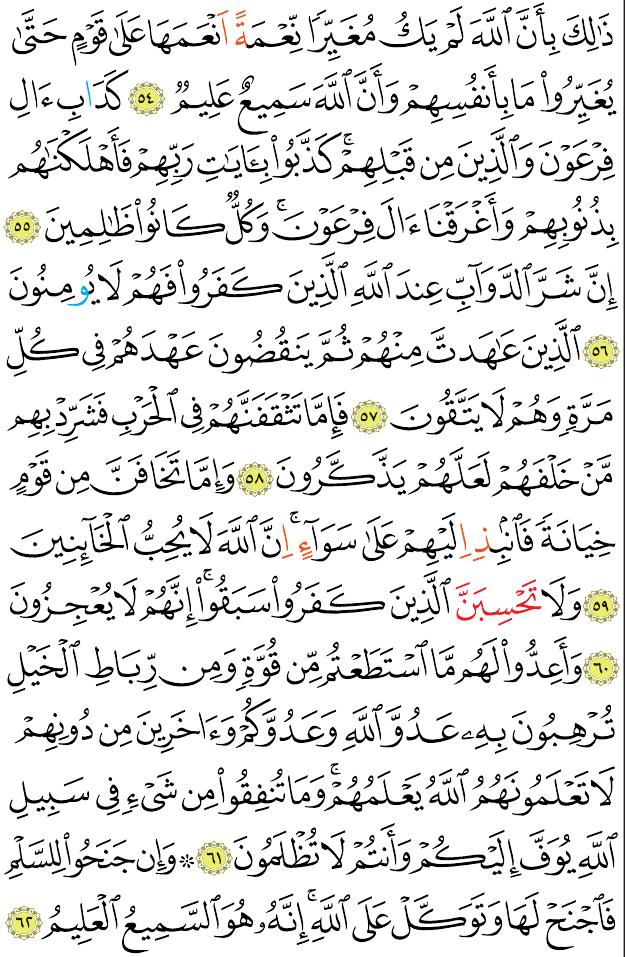 ذَٰلِكَ بِأَنَّ ٱللَّهَ لَمۡ يَكُ مُغَيِّرٗا نِّعۡمَةً اَنۡعَمَهَا عَلَىٰ قَوۡمٍ حَتَّىٰ
يُغَيِّرُواْ مَا بِأَنفُسِهِمۡ وَأَنَّ ٱللَّهَ سَمِيعٌ عَلِيمٞ ٥٤ كَدَابِ ءَالِ
فِرۡعَوۡنَ وَٱلَّذِينَ مِن قَبۡلِهِمۡۚ كَذَّبُواْ بِـَٔايَٰتِ رَبِّهِمۡ فَأَهۡلَكۡنَٰهُم
بِذُنُوبِهِمۡ وَأَغۡرَقۡنَا ءَالَ فِرۡعَوۡنَۚ وَكُلّٞ كَانُواْ ظَٰلِمِينَ ٥٥
إِنَّ شَرَّ ٱلدَّوَآبِّ عِندَ ٱللَّهِ ٱلَّذِينَ كَفَرُواْ فَهُمۡ لَا يُومِنُونَ
٥٦ ٱلَّذِينَ عَٰهَدتَّ مِنۡهُمۡ ثُمَّ يَنقُضُونَ عَهۡدَهُمۡ فِي كُلِّ
مَرَّةٖ وَهُمۡ لَا يَتَّقُونَ ٥٧ فَإِمَّا تَثۡقَفَنَّهُمۡ فِي ٱلۡحَرۡبِ فَشَرِّدۡ بِهِم
مَّنۡ خَلۡفَهُمۡ لَعَلَّهُمۡ يَذَّكَّرُونَ ٥٨ وَإِمَّا تَخَافَنَّ مِن قَوۡمٍ
خِيَانَةٗ فَٱنۢبِذِ اِلَيۡهِمۡ عَلَىٰ سَوَآءٍۚ اِنَّ ٱللَّهَ لَا يُحِبُّ ٱلۡخَآئِنِينَ
٥٩ وَلَا تَحۡسِبَنَّ ٱلَّذِينَ كَفَرُواْ سَبَقُوٓاْۚ إِنَّهُمۡ لَا يُعۡجِزُونَ
٦٠ وَأَعِدُّواْ لَهُم مَّا ٱسۡتَطَعۡتُم مِّن قُوَّةٖ وَمِن رِّبَاطِ ٱلۡخَيۡلِ
تُرۡهِبُونَ بِهِۦ عَدُوَّ ٱللَّهِ وَعَدُوَّكُمۡ وَءَاخَرِينَ مِن دُونِهِمۡ
لَا تَعۡلَمُونَهُمُ ٱللَّهُ يَعۡلَمُهُمۡۚ وَمَا تُنفِقُواْ مِن شَيۡءٖ فِي سَبِيلِ
ٱللَّهِ يُوَفَّ إِلَيۡكُمۡ وَأَنتُمۡ لَا تُظۡلَمُونَ ٦١ ۞ وَإِن جَنَحُواْ لِلسَّلۡمِ
فَٱجۡنَحۡ لَهَا وَتَوَكَّلۡ عَلَى ٱللَّهِۚ إِنَّهُۥ هُوَ ٱلسَّمِيعُ ٱلۡعَلِيمُ ٦٢